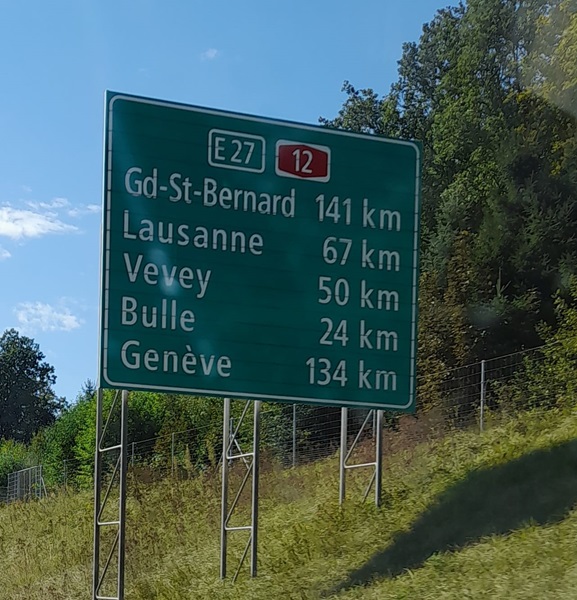 E 27 12
Gd-St-Bernard 141 km
Lausanne 67 km
Vevey 50 km
Bulle 24 km
Genève 134 km